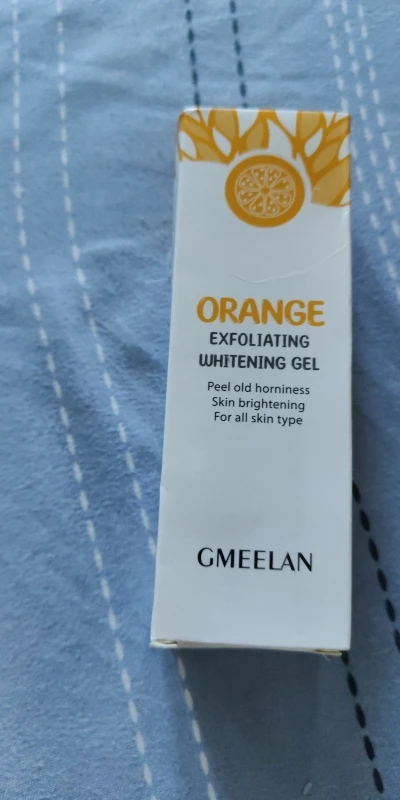 ORANGE
EXFOLIATING
WHITENING GEL
Peel old horniness
Skin brightening
For all skin type
GMEELAN